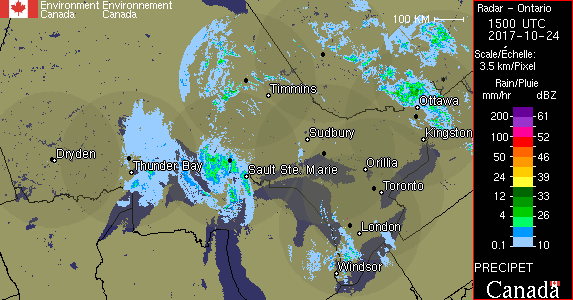 Environment Environnement
Canada Canada
100 KM
Timmins
Ottawa
Sudbury
Kingston
Dryden
Thunder Bay
Sault Ste. Marie
Orillia
Toronto
London
Windsor
Radar - Ontario
1500 UTC
2017-10-24
Scale/Échelle:
3.5 km/Pixel
Rain/Pluie
mm/hr dBZ
200 61
100 52
50 46
24 39
12 33
4 26
0.1 10
PRECIPET
Canada